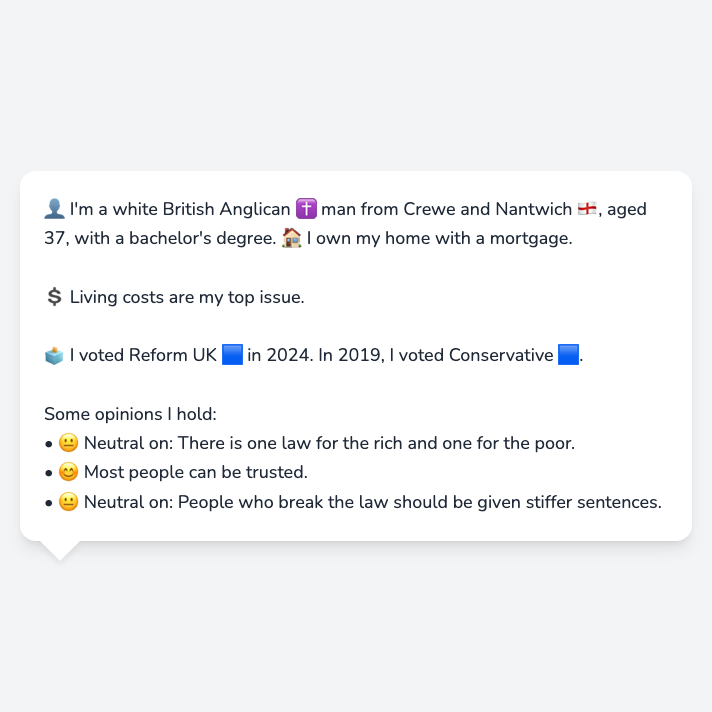 👤 I'm a white British Anglican ✝️ man from Crewe and Nantwich 🏴󠁧󠁢󠁥󠁮󠁧󠁿, aged
37, with a bachelor's degree. 🏠 I own my home with a mortgage.
💲 Living costs are my top issue.
🗳️ I voted Reform UK 🟦 in 2024. In 2019, I voted Conservative 🟦.
Some opinions I hold:
• 😐 Neutral on: There is one law for the rich and one for the poor.
• 😊 Most people can be trusted.
• 😐 Neutral on: People who break the law should be given stiffer sentences.